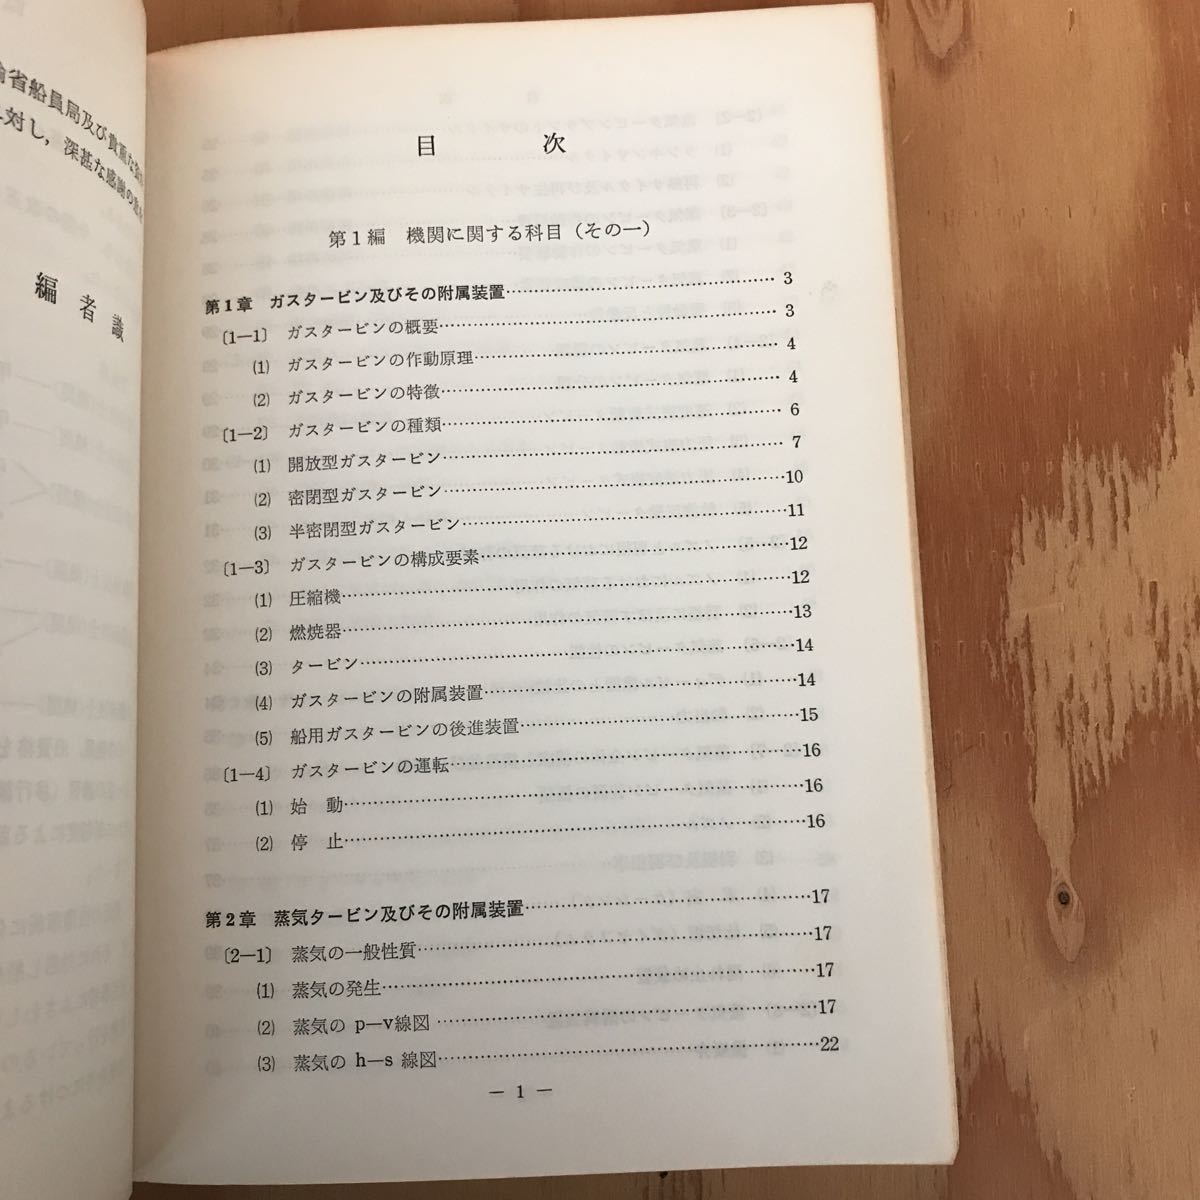 省船員局及び貴重な
対し，深甚な感謝の意
編 者 識
目　　次
第1編　機関に関する科目（その一）
第1章　ガスタービン及びその附属装置……3
〔1—1〕　ガスタービンの概要……3
(1)　ガスタービンの作動原理……4
(2)　ガスタービンの特徴……4
〔1—2〕　ガスタービンの種類……6
(1)　開放型ガスタービン……7
(2)　密閉型ガスタービン……10
(3)　半密閉型ガスタービン……11
〔1—3〕　ガスタービンの構成要素……12
(1)　圧縮機……12
(2)　燃焼器……13
(3)　タービン……14
(4)　ガスタービンの附属装置……14
(5)　船用ガスタービンの後進装置……15
〔1—4〕　ガスタービンの運転……16
(1)　始　動……16
(2)　停　止……16
第2章　蒸気タービン及びその附属装置……17
〔2—1〕　蒸気の一般性質……17
(1)　蒸気の発生……17
(2)　蒸気の p—v線図……17
(3)　蒸気の h—s 線図……22
— 1 —